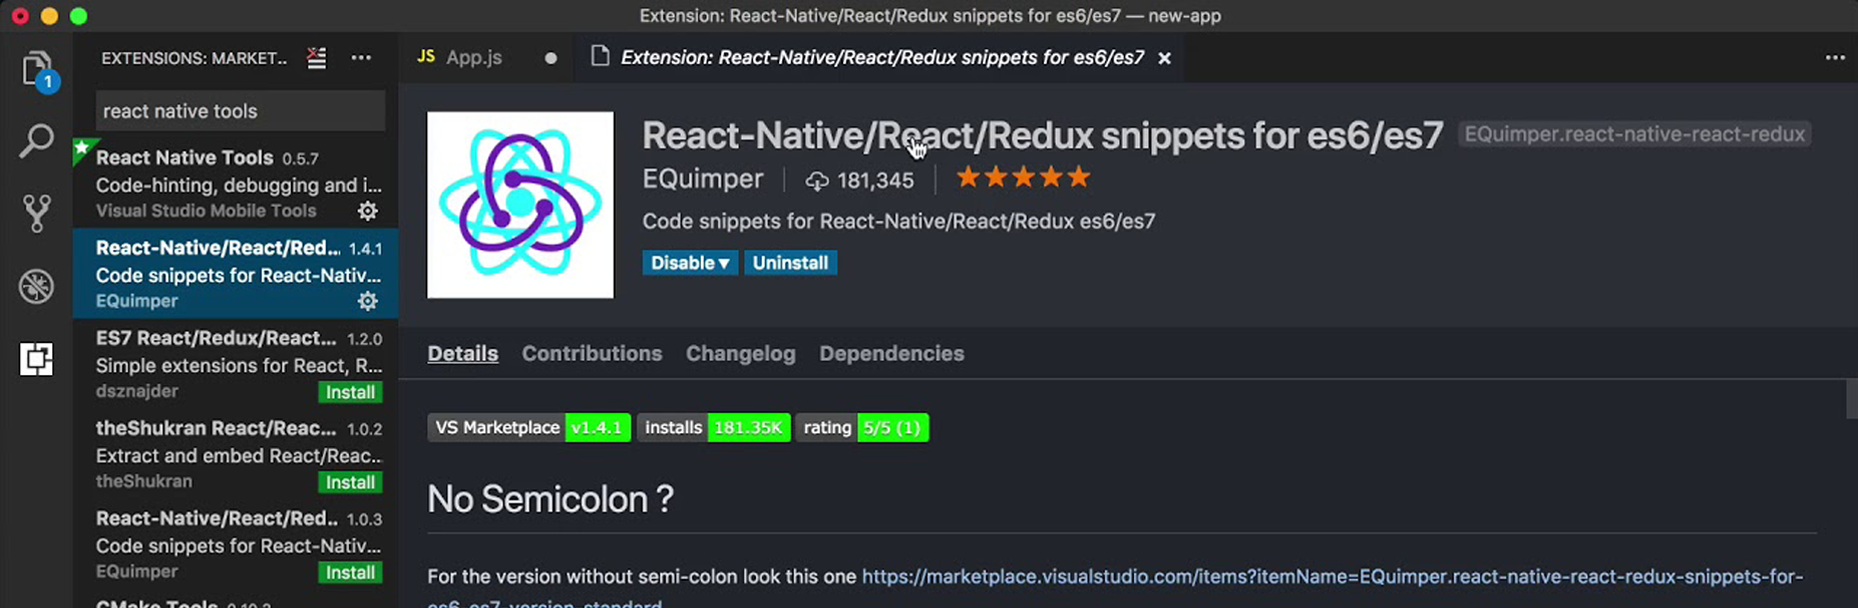 Extension: React-Native/React/Redux snippets for es6/es7 — new-app
1
EXTENSIONS: MARKET...
react native tools
React Native Tools 0.5.7
Code-hinting, debugging and i...
Visual Studio Mobile Tools
React-Native/React/Red... 1.4.1
Code snippets for React-Nativ...
EQuimper
ES7 React/Redux/React... 1.2.0
Simple extensions for React, R...
dsznajder Install
theShukran React/Reac... 1.0.2
Extract and embed React/Reac...
theShukran Install
React-Native/React/Red.. 1.0.3
Code snippets for React-Nativ...
EQuimper Install
CMake Tools 0.10.2
JS App.js
Extension: React-Native/React/Redux snippets for es6/es7
React-Native/React/Redux snippets for es6/es7 EQuimper.react-native-react-redux
EQuimper 181,345
Code snippets for React-Native/React/Redux es6/es7
Disable Uninstall
Details Contributions Changelog Dependencies
VS Marketplace v1.4.1 installs 181.35K rating 5/5 (1)
No Semicolon ?
For the version without semi-colon look this one https://marketplace.visualstudio.com/items?itemName=EQuimper.react-native-react-redux-snippets-for-
es6-es7-version-standard